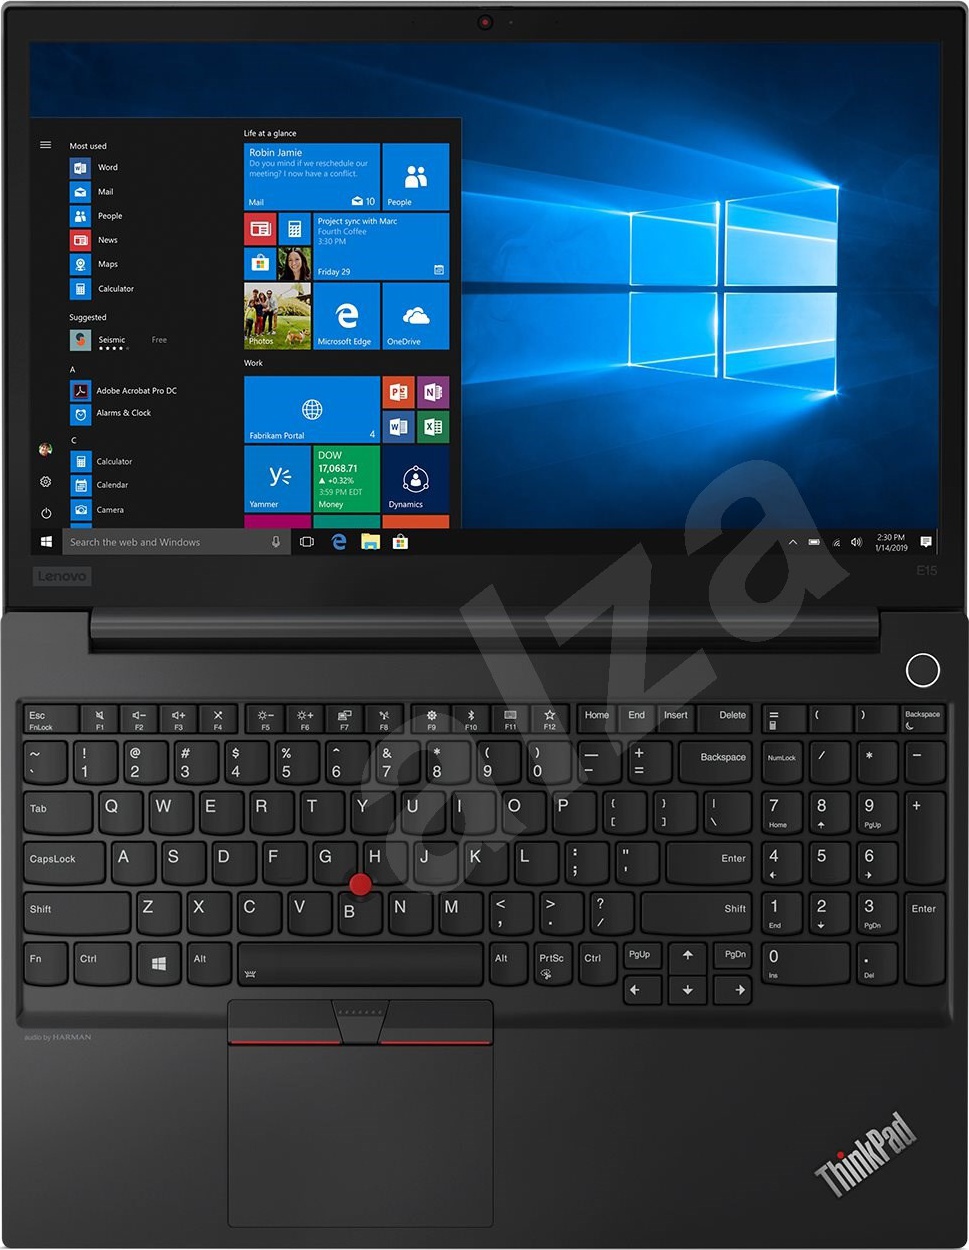 Most used
Word
Mail
People
News
Maps
Calculator
Suggested
Seismic Free
A
Adobe Acrobat Pro DC
Alarms & Clock
C
Calculator
Calendar
Camera
Life at a glance
Robin Jamie
Do you mind if we reschedule our
meeting? I now have a conflict.
Mail 10
People
Project sync with Marc
Fourth Coffee
3:30 PM
Friday 29
Photos
Microsoft Edge
OneDrive
Work
Fabrikam Portal 4
Yammer
DOW
17,068.71
▲ +0.32%
3:59 PM EDT
Money
Dynamics
Search the web and Windows
2:30 PM
1/14/2019
Lenovo
E15
alza
Esc FnLock F1 F2 F3 F4 F5 F6 F7 F8 F9 F10 F11 F12 Home End Insert Delete = ( ) Backspace
~ ` ! 1 @ 2 # 3 $ 4 % 5 ^ 6 & 7 * 8 ( 9 ) 0 — - + = Backspace NumLock / * -
Tab Q W E R T Y U I O P { [ } ] | \ 7 Home 8 9 PgUp +
CapsLock A S D F G H J K L : ; " ' Enter 4 5 6
Shift Z X C V B N M < , > . ? / Shift 1 End 2 3 PgDn Enter
Fn Ctrl Alt Alt PrtSc Ctrl PgUp ↑ PgDn 0 Ins . Del
← ↓ →
audio by HARMAN
ThinkPad